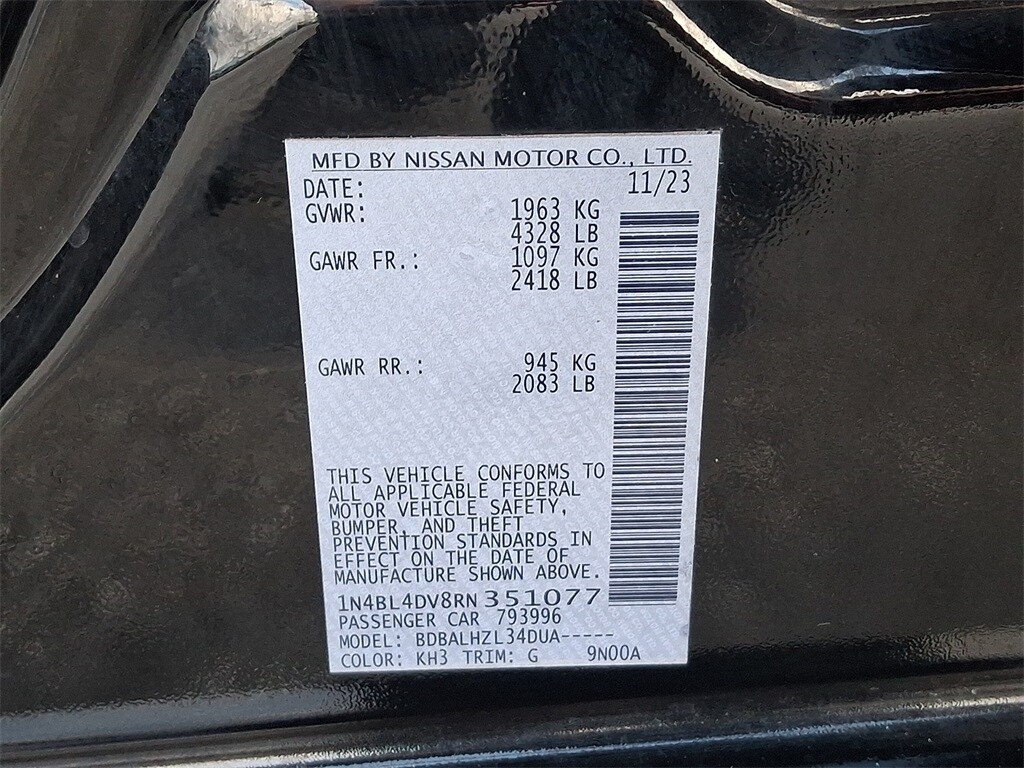 MFD BY NISSAN MOTOR CO., LTD.
DATE: 11/23
GVWR: 1963 KG
4328 LB
GAWR FR.: 1097 KG
2418 LB
GAWR RR.: 945 KG
2083 LB
THIS VEHICLE CONFORMS TO
ALL APPLICABLE FEDERAL
MOTOR VEHICLE SAFETY,
BUMPER, AND THEFT
PREVENTION STANDARDS IN
EFFECT ON THE DATE OF
MANUFACTURE SHOWN ABOVE.
1N4BL4DV8RN351077
PASSENGER CAR 793996
MODEL: BDBALHZL34DUA-----
COLOR: KH3 TRIM: G 9N00A